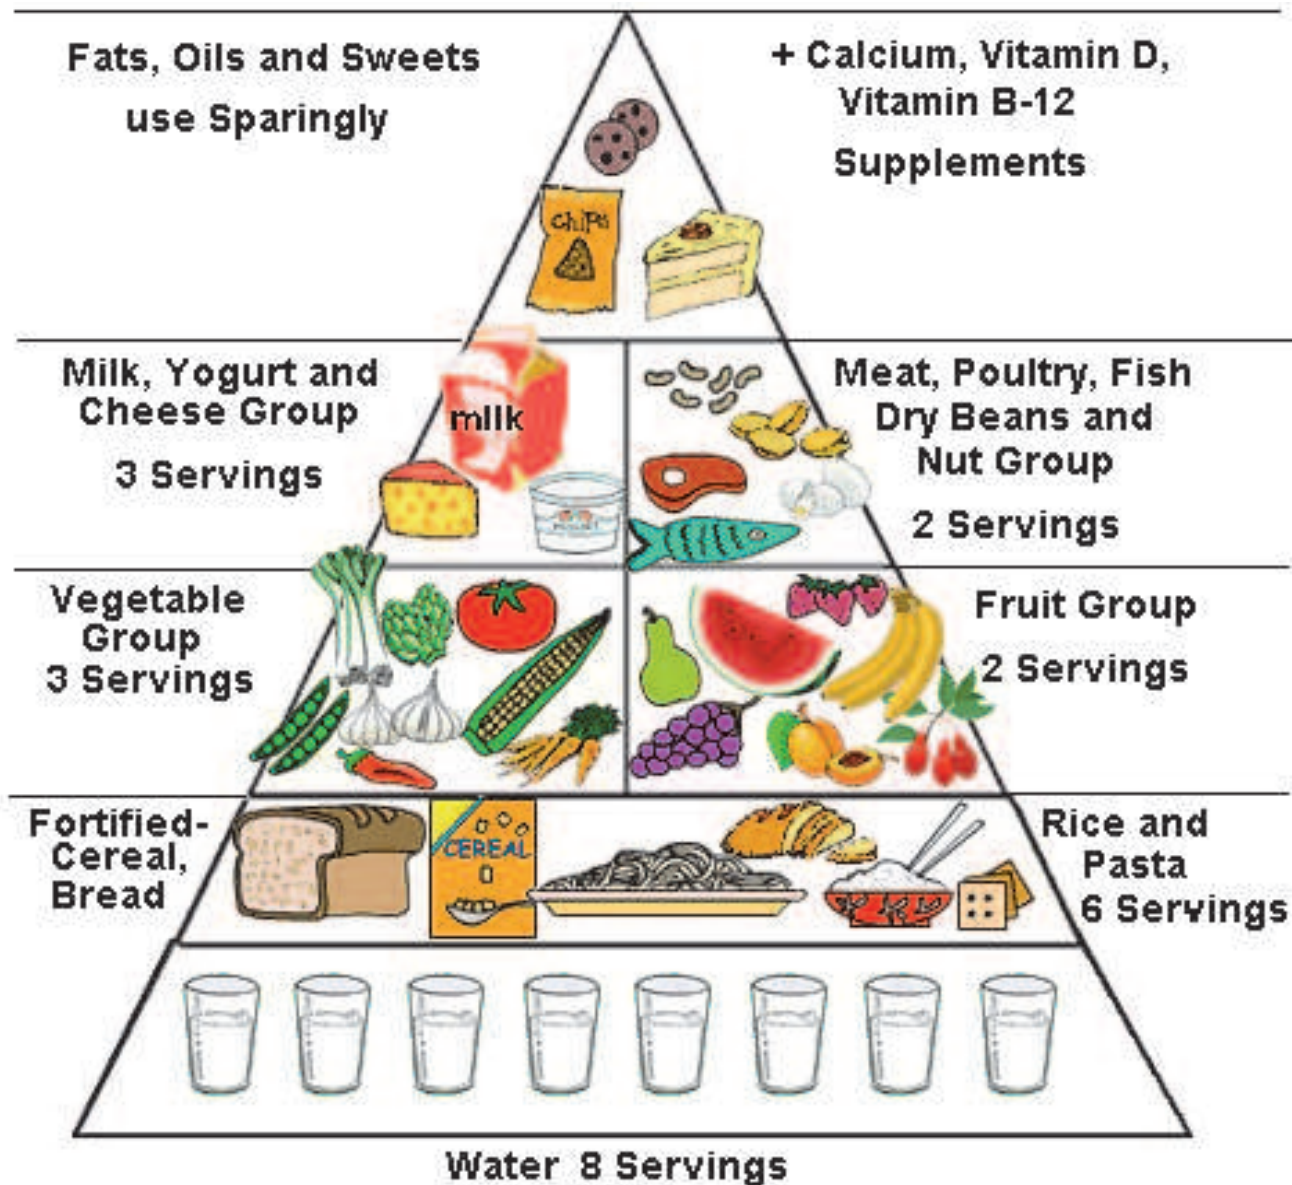 Fats, Oils and Sweets
use Sparingly
+ Calcium, Vitamin D,
Vitamin B-12
Supplements
chips
Milk, Yogurt and
Cheese Group
3 Servings
milk
Meat, Poultry, Fish
Dry Beans and
Nut Group
2 Servings
Vegetable
Group
3 Servings
Fruit Group
2 Servings
Fortified-
Cereal,
Bread
CEREAL
Rice and
Pasta
6 Servings
Water 8 Servings